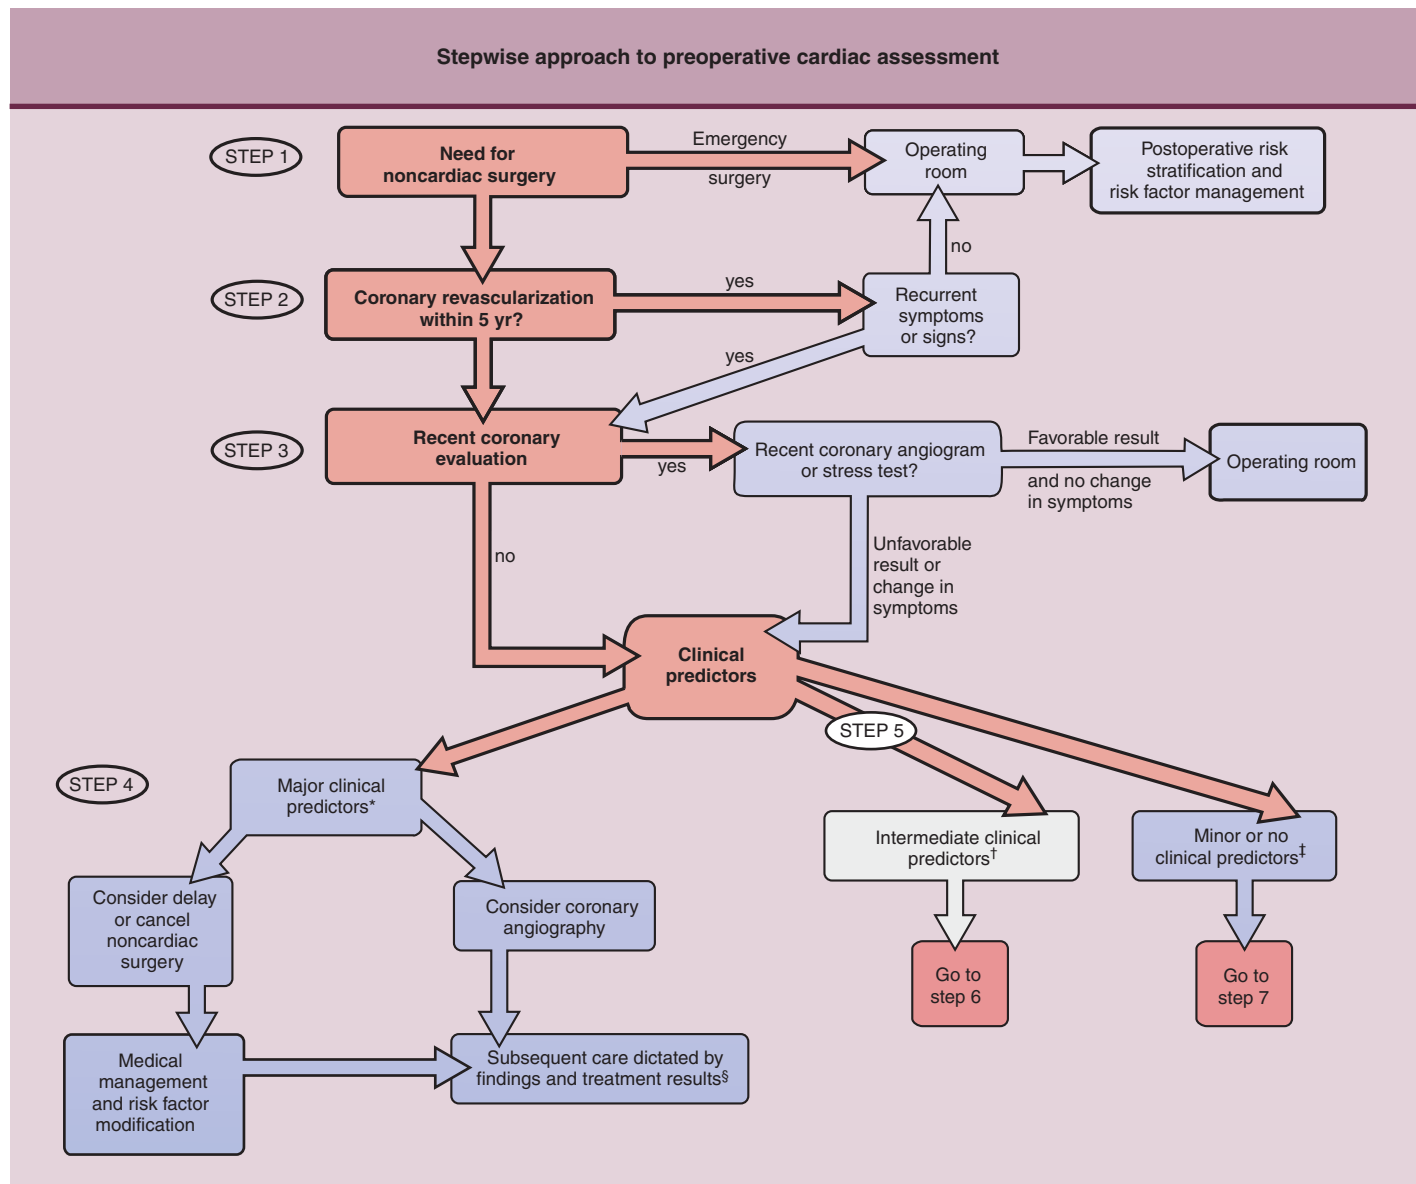 Stepwise approach to preoperative cardiac assessment
STEP 1
Need for
noncardiac surgery
Emergency
surgery
Operating
room
Postoperative risk
stratification and
risk factor management
no
STEP 2
Coronary revascularization
within 5 yr?
yes
Recurrent
symptoms
or signs?
yes
STEP 3
Recent coronary
evaluation
yes
Recent coronary angiogram
or stress test?
Favorable result
and no change
in symptoms
Operating room
no
Unfavorable
result or
change in
symptoms
Clinical
predictors
STEP 5
STEP 4
Major clinical
predictors*
Intermediate clinical
predictors†
Minor or no
clinical predictors‡
Consider delay
or cancel
noncardiac
surgery
Consider coronary
angiography
Go to
step 6
Go to
step 7
Medical
management
and risk factor
modification
Subsequent care dictated by
findings and treatment results§